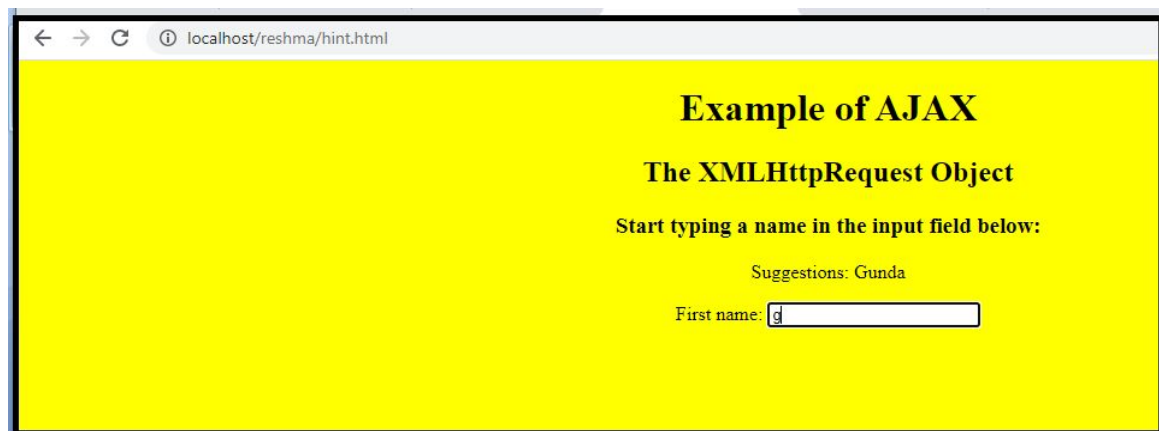 localhost/reshma/hint.html
Example of AJAX
The XMLHttpRequest Object
Start typing a name in the input field below:
Suggestions: Gunda
First name: g